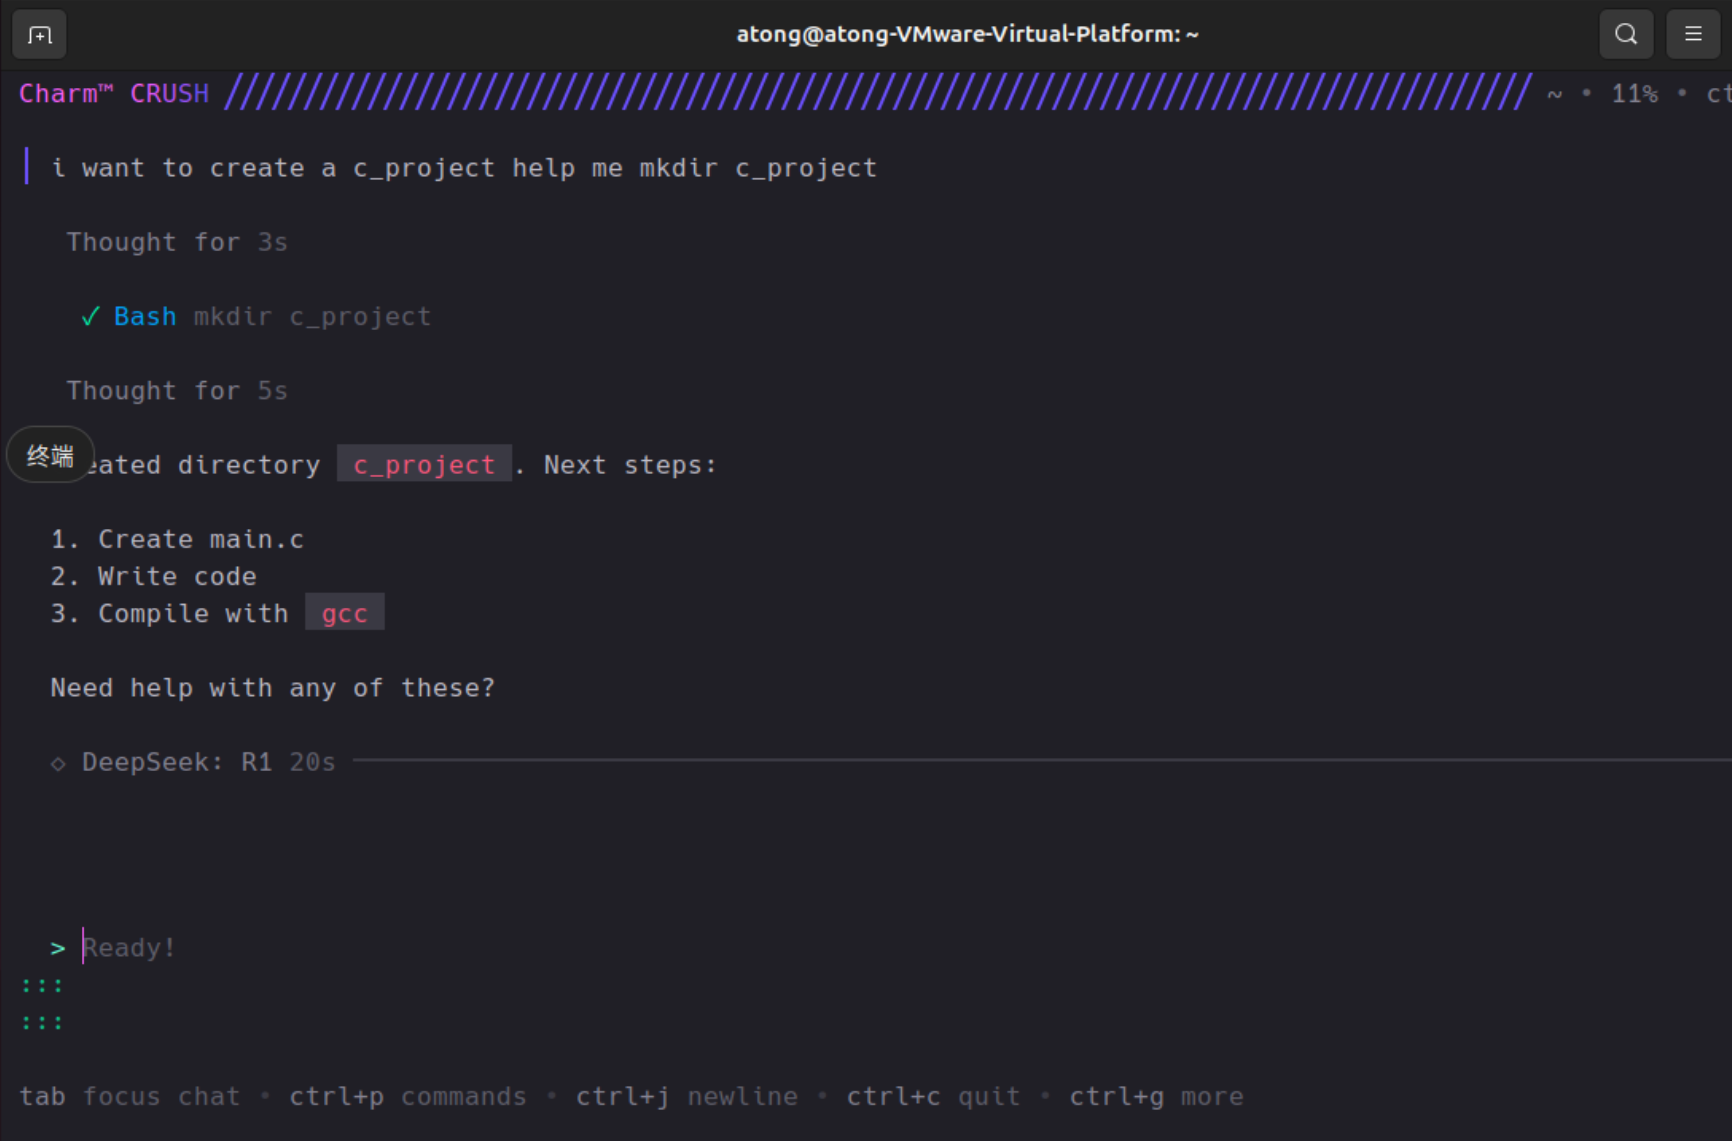 atong@atong-VMware-Virtual-Platform: ~
Charm™ CRUSH ~ • 11% •
i want to create a c_project help me mkdir c_project
Thought for 3s
✓ Bash mkdir c_project
Thought for 5s
终端
eated directory c_project . Next steps:
1. Create main.c
2. Write code
3. Compile with gcc
Need help with any of these?
◇ DeepSeek: R1 20s
> Ready!
:::
:::
tab focus chat • ctrl+p commands • ctrl+j newline • ctrl+c quit • ctrl+g more